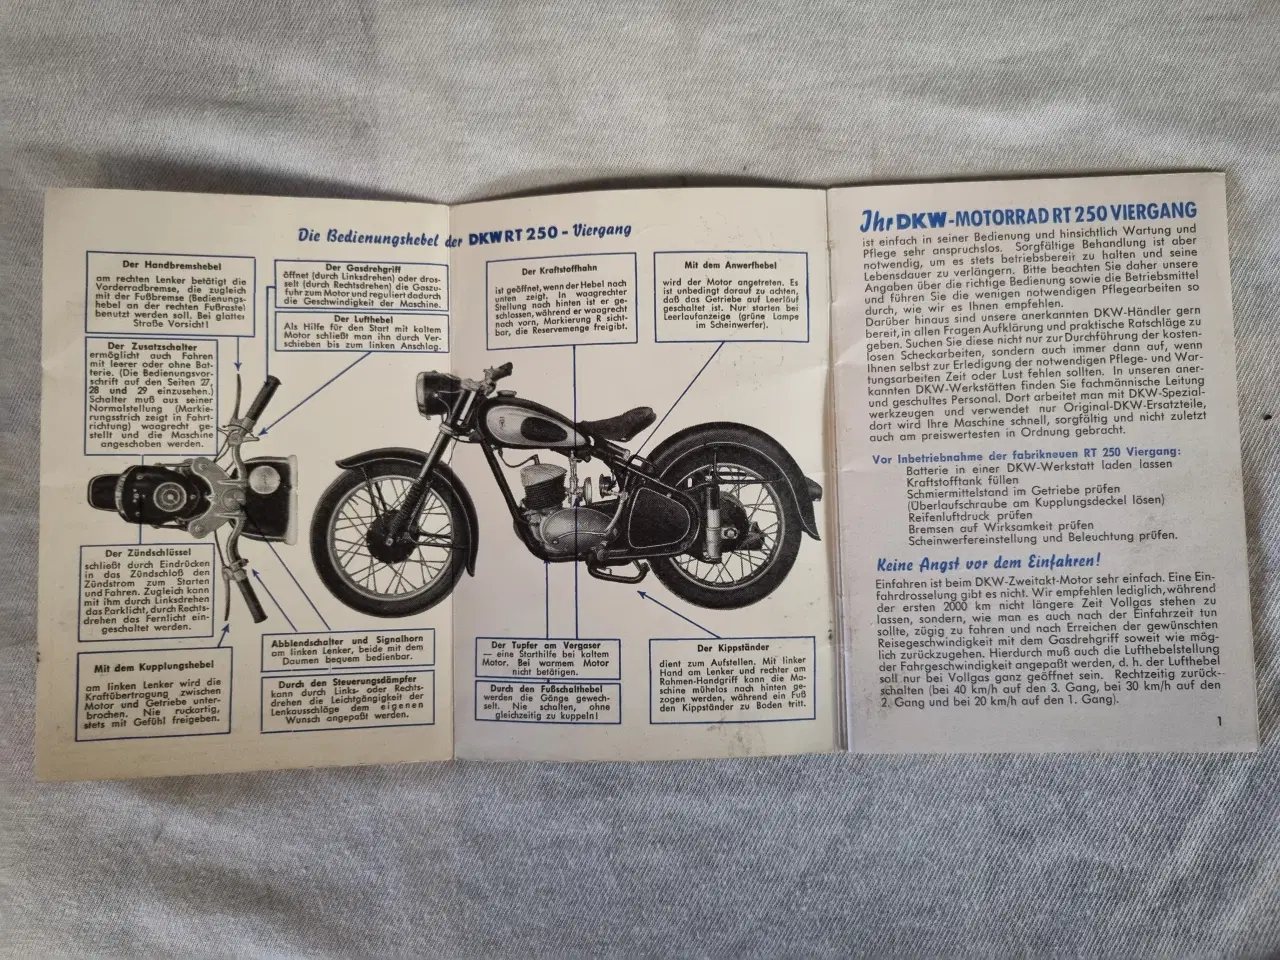 Die Bedienungshebel der DKW RT 250 - Viergang
Der Handbremshebel
am rechten Lenker betätigt die
Vorderradbremse, die zugleich
mit der Fußbremse (Bedienungs-
hebel an der rechten Fußraste)
benutzt werden soll. Bei glatter
Straße Vorsicht!
Der Zusatzschalter
ermöglicht auch Fahren
mit leerer oder ohne Bat-
terie. (Die Bedienungsvor-
schrift auf den Seiten 27,
28 und 29 einzusehen.)
Schalter muß aus seiner
Normalstellung (Markie-
rungsstrich zeigt in Fahrt-
richtung) waagrecht ge-
stellt und die Maschine
angeschoben werden.
Der Zündschlüssel
schließt durch Eindrücken
in das Zündschloß den
Zündstrom zum Starten
und Fahren. Zugleich kann
mit ihm durch Linksdrehen
das Parklicht, durch Rechts-
drehen das Fernlicht ein-
geschaltet werden.
Mit dem Kupplungshebel
am linken Lenker wird die
Kraftübertragung zwischen
Motor und Getriebe unter-
brochen. Nie ruckartig,
stets mit Gefühl freigeben.
Der Gasdrehgriff
öffnet (durch Linksdrehen) oder dros-
selt (durch Rechtsdrehen) die Gaszu-
fuhr zum Motor und reguliert dadurch
die Geschwindigkeit der Maschine.
Der Lufthebel
Als Hilfe für den Start mit kaltem
Motor schließt man ihn durch Ver-
schieben bis zum linken Anschlag.
Abblendschalter und Signalhorn
am linken Lenker, beide mit dem
Daumen bequem bedienbar.
Durch den Steuerungsdämpfer
kann durch Links- oder Rechts-
drehen die Leichtgängigkeit der
Lenkausschläge dem eigenen
Wunsch angepaßt werden.
Der Kraftstoffhahn
ist geöffnet, wenn der Hebel nach
unten zeigt. In waagrechter
Stellung nach hinten ist er ge-
schlossen, während er waagrecht
nach vorn, Markierung R sicht-
bar, die Reservemenge freigibt.
Mit dem Anwerfhebel
wird der Motor angetreten. Es
ist unbedingt darauf zu achten,
daß das Getriebe auf Leerlauf
geschaltet ist. Nur starten bei
Leerlaufanzeige (grüne Lampe
im Scheinwerfer).
Der Tupfer am Vergaser
— eine Starthilfe bei kaltem
Motor. Bei warmem Motor
nicht betätigen.
Durch den Fußschalthebel
werden die Gänge gewech-
selt. Nie schalten, ohne
gleichzeitig zu kuppeln!
Der Kippständer
dient zum Aufstellen. Mit linker
Hand am Lenker und rechter am
Rahmen-Handgriff kann die Ma-
schine mühelos nach hinten ge-
zogen werden, während ein Fuß
den Kippständer zu Boden tritt.
Ihr DKW-MOTORRAD RT 250 VIERGANG
ist einfach in seiner Bedienung und hinsichtlich Wartung und
Pflege sehr anspruchslos. Sorgfältige Behandlung ist aber
notwendig, um es stets betriebsbereit zu halten und seine
Lebensdauer zu verlängern. Bitte beachten Sie daher unsere
Angaben über die richtige Bedienung sowie die Betriebsmittel
und führen Sie die wenigen notwendigen Pflegearbeiten so
durch, wie wir es Ihnen empfehlen.
Darüber hinaus sind unsere anerkannten DKW-Händler gern
bereit, in allen Fragen Aufklärung und praktische Ratschläge zu
geben. Suchen Sie diese nicht nur zur Durchführung der kosten-
losen Scheckarbeiten, sondern auch immer dann auf, wenn
Ihnen selbst zur Erledigung der notwendigen Pflege- und War-
tungsarbeiten Zeit oder Lust fehlen sollten. In unseren aner-
kannten DKW-Werkstätten finden Sie fachmännische Leitung
und geschultes Personal. Dort arbeitet man mit DKW-Spezial-
werkzeugen und verwendet nur Original-DKW-Ersatzteile,
dort wird Ihre Maschine schnell, sorgfältig und nicht zuletzt
auch am preiswertesten in Ordnung gebracht.
Vor Inbetriebnahme der fabrikneuen RT 250 Viergang:
Batterie in einer DKW-Werkstatt laden lassen
Kraftstofftank füllen
Schmiermittelstand im Getriebe prüfen
(Überlaufschraube am Kupplungsdeckel lösen)
Reifenluftdruck prüfen
Bremsen auf Wirksamkeit prüfen
Scheinwerfereinstellung und Beleuchtung prüfen.
Keine Angst vor dem Einfahren!
Einfahren ist beim DKW-Zweitakt-Motor sehr einfach. Eine Ein-
fahrdrosselung gibt es nicht. Wir empfehlen lediglich, während
der ersten 2000 km nicht längere Zeit Vollgas stehen zu
lassen, sondern, wie man es auch nach der Einfahrzeit tun
sollte, zügig zu fahren und nach Erreichen der gewünschten
Reisegeschwindigkeit mit dem Gasdrehgriff soweit wie mög-
lich zurückzugehen. Hierdurch muß auch die Lufthebelstellung
der Fahrgeschwindigkeit angepaßt werden, d. h. der Lufthebel
soll nur bei Vollgas ganz geöffnet sein. Rechtzeitig zurück-
schalten (bei 40 km/h auf den 3. Gang, bei 30 km/h auf den
2. Gang und bei 20 km/h auf den 1. Gang).
1